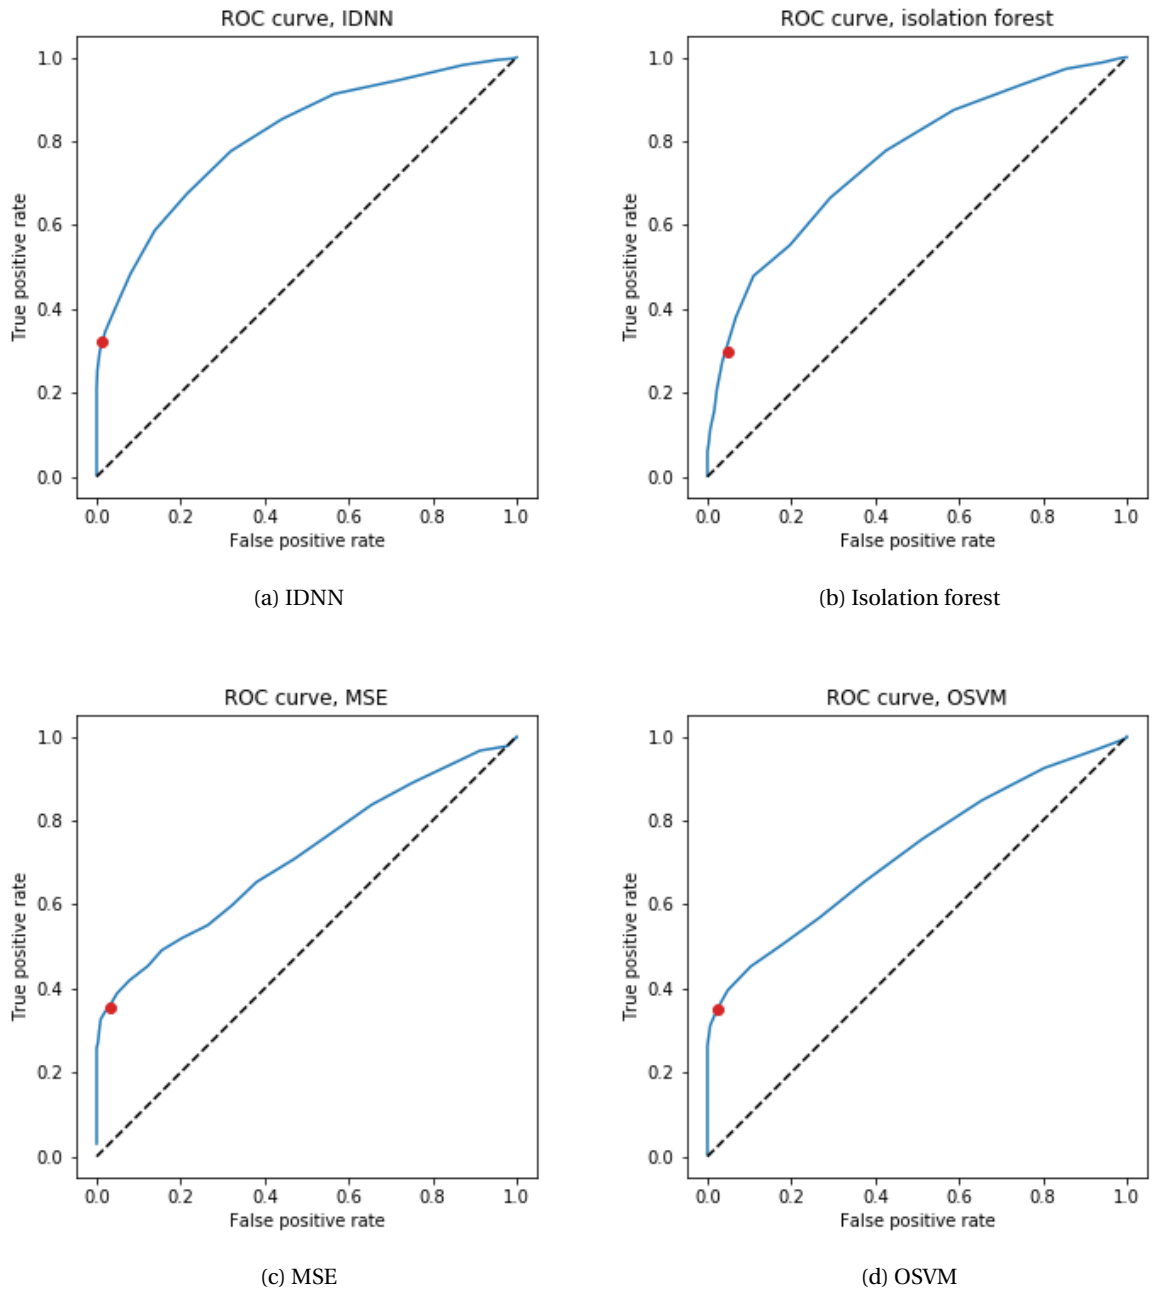 ROC curve, IDNN
1.0
0.8
0.6
0.4
0.2
0.0
True positive rate
0.0 0.2 0.4 0.6 0.8 1.0
False positive rate
(a) IDNN
ROC curve, isolation forest
1.0
0.8
0.6
0.4
0.2
0.0
True positive rate
0.0 0.2 0.4 0.6 0.8 1.0
False positive rate
(b) Isolation forest
ROC curve, MSE
1.0
0.8
0.6
0.4
0.2
0.0
True positive rate
0.0 0.2 0.4 0.6 0.8 1.0
False positive rate
(c) MSE
ROC curve, OSVM
1.0
0.8
0.6
0.4
0.2
0.0
True positive rate
0.0 0.2 0.4 0.6 0.8 1.0
False positive rate
(d) OSVM